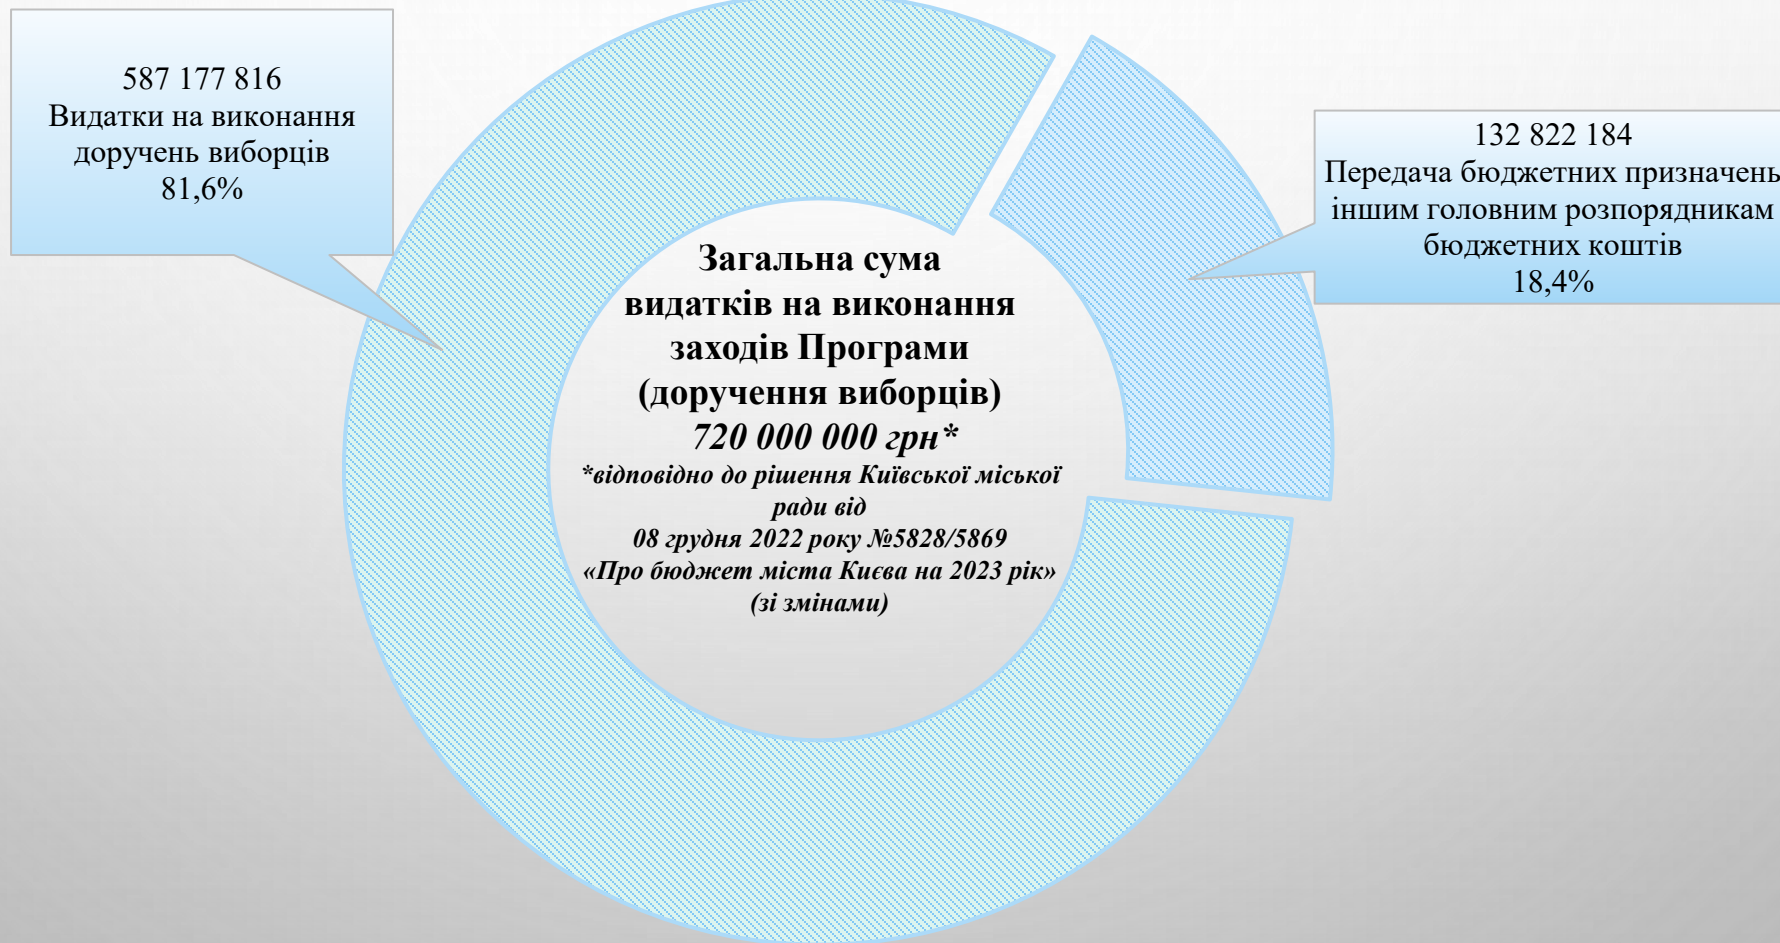 587 177 816
Видатки на виконання
доручень виборців
81,6%
132 822 184
Передача бюджетних призначень
іншим головним розпорядникам
бюджетних коштів
18,4%
Загальна сума
видатків на виконання
заходів Програми
(доручення виборців)
720 000 000 грн*
*відповідно до рішення Київської міської
ради від
08 грудня 2022 року №5828/5869
«Про бюджет міста Києва на 2023 рік»
(зі змінами)